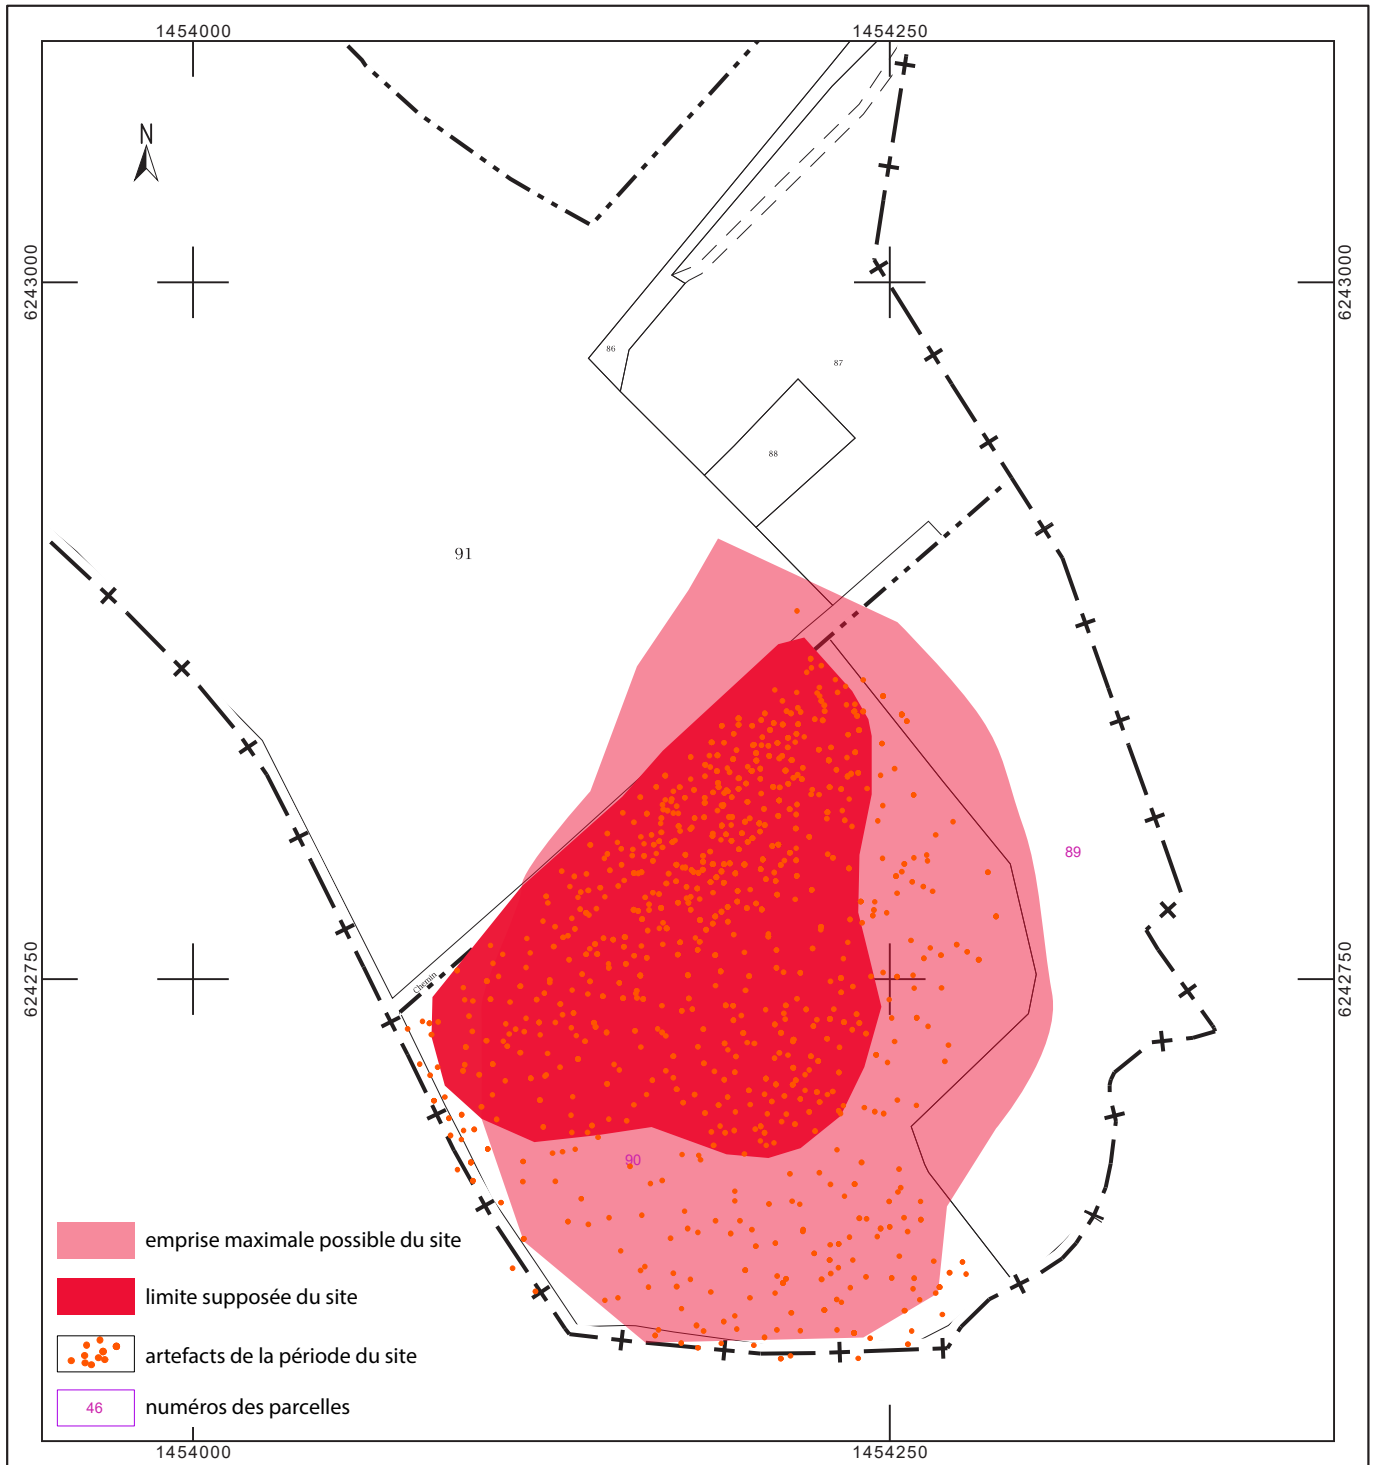 1454000
1454250
N
6243000
6243000
86
87
88
91
89
6242750
6242750
Chemin
90
emprise maximale possible du site
limite supposée du site
artefacts de la période du site
46
numéros des parcelles
1454000
1454250